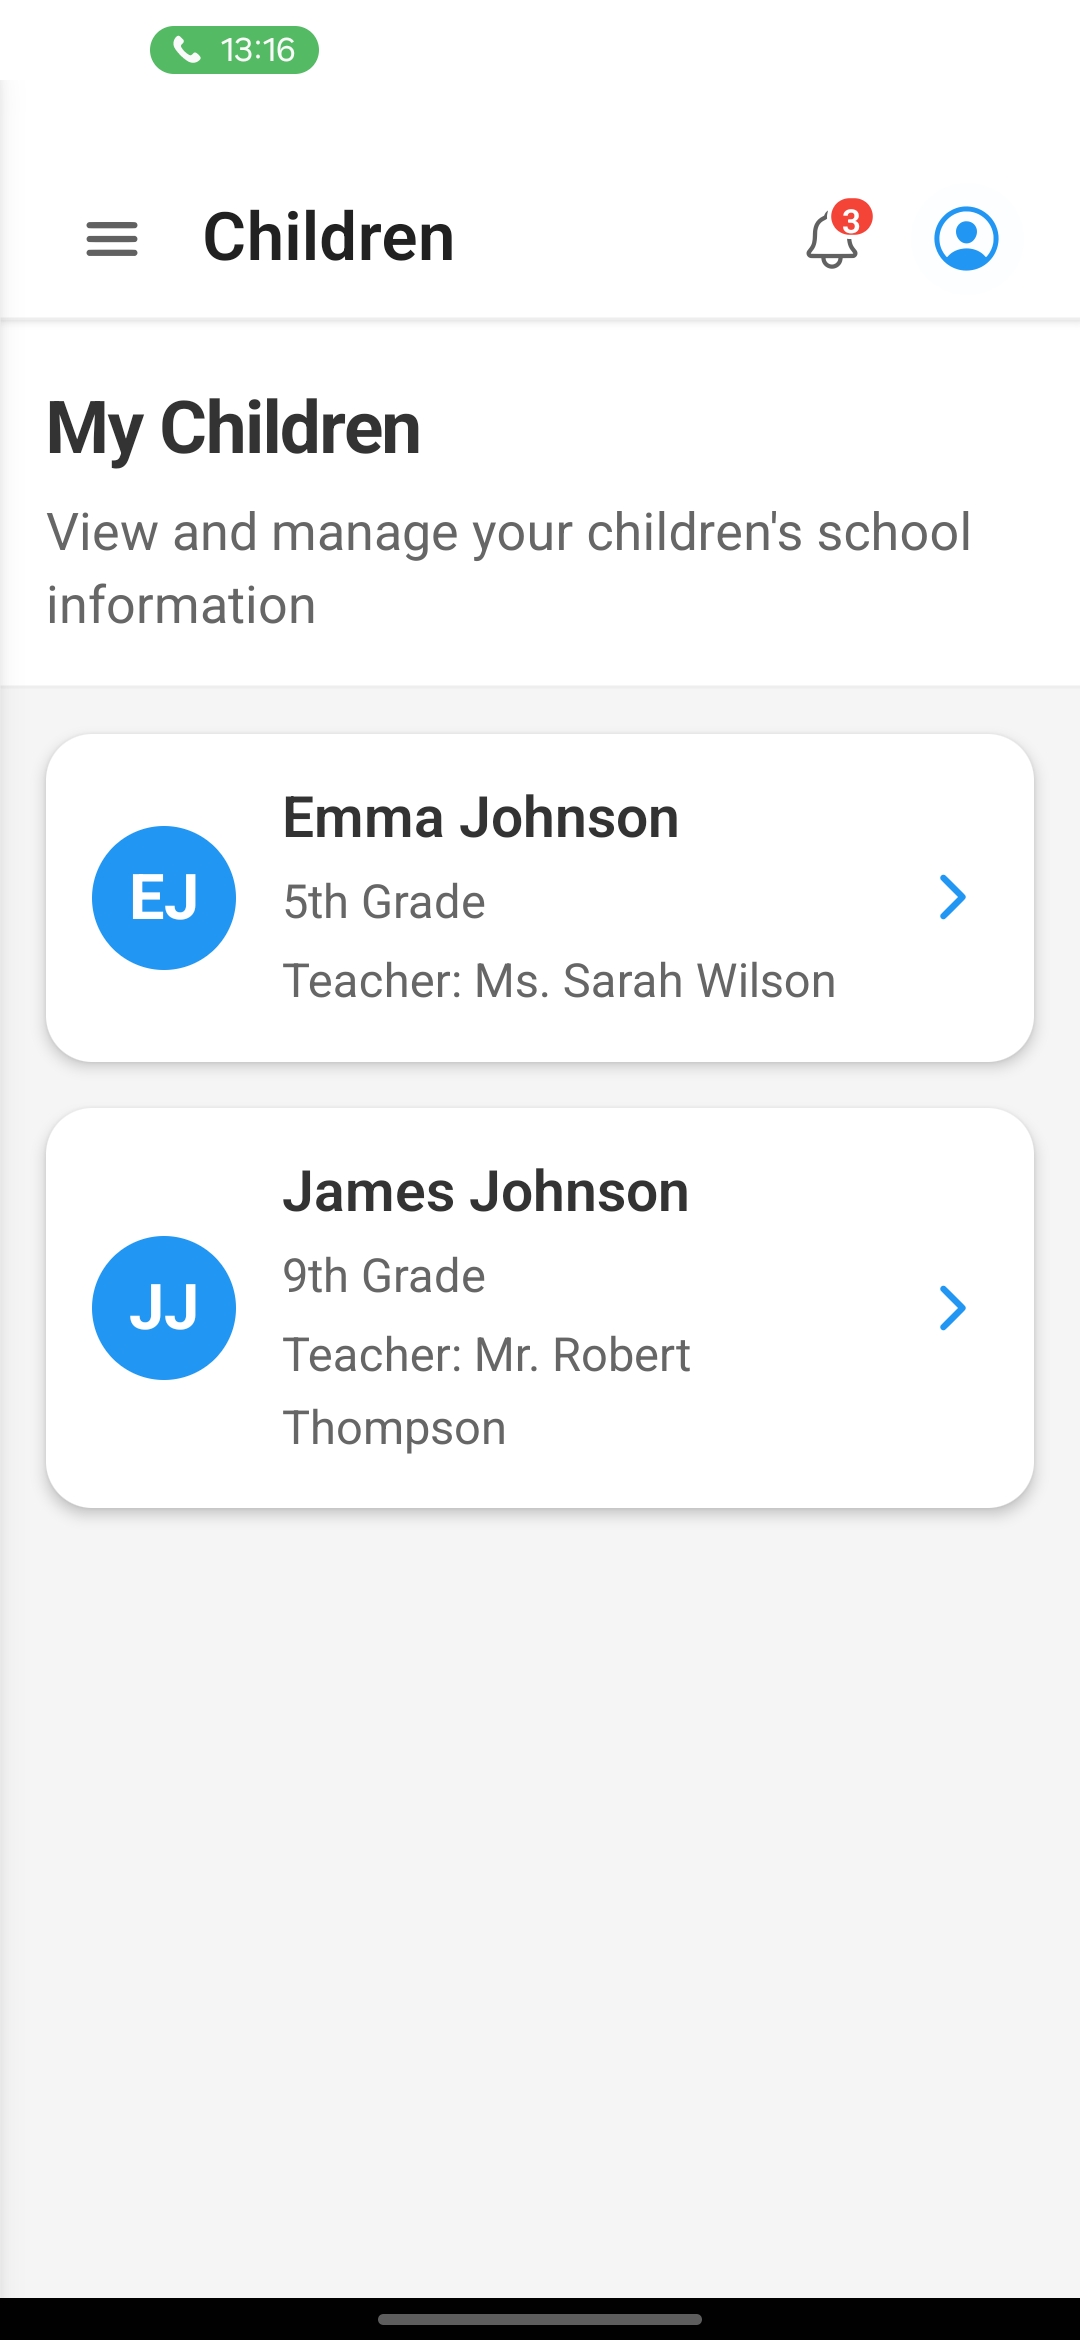 13:16
Children
3
My Children
View and manage your children's school
information
EJ
Emma Johnson
5th Grade
Teacher: Ms. Sarah Wilson
JJ
James Johnson
9th Grade
Teacher: Mr. Robert
Thompson